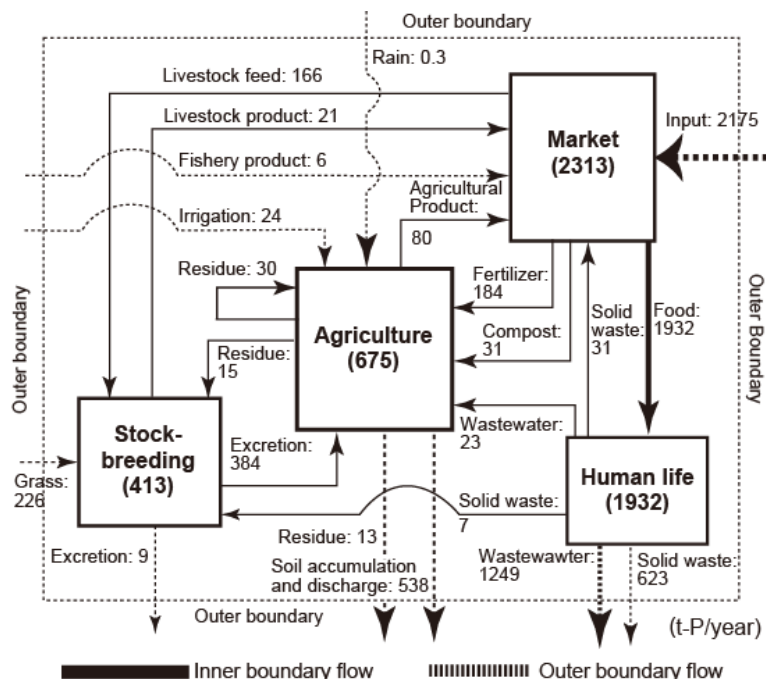 Outer boundary
Rain: 0.3
Livestock feed: 166
Livestock product: 21
Market
(2313)
Input: 2175
Fishery product: 6
Agricultural
Product:
80
Irrigation: 24
Residue: 30
Agriculture
(675)
Fertilizer:
184
Compost:
31
Solid
waste:
31
Food:
1932
Outer boundary
Outer Boundary
Residue:
15
Stock-
breeding
(413)
Excretion:
384
Wastewater:
23
Human life
(1932)
Grass:
226
Solid waste:
7
Excretion: 9
Residue: 13
Soil accumulation
and discharge: 538
Wastewawter:
1249
Solid waste:
623
Outer boundary
(t-P/year)
Inner boundary flow
Outer boundary flow